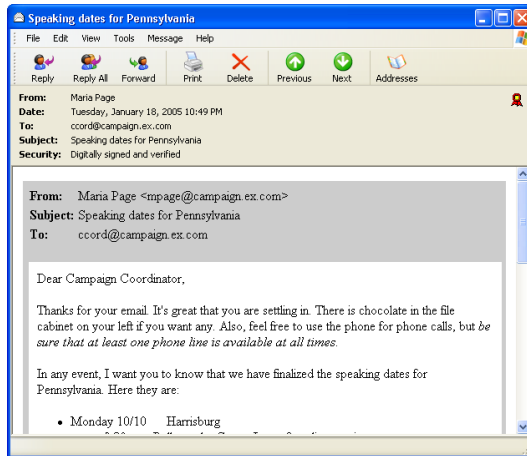 Speaking dates for Pennsylvania
File Edit View Tools Message Help
Reply Reply All Forward Print Delete Previous Next Addresses
From: Maria Page
Date: Tuesday, January 18, 2005 10:49 PM
To: ccord@campaign.ex.com
Subject: Speaking dates for Pennsylvania
Security: Digitally signed and verified
From: Maria Page <mpage@campaign.ex.com>
Subject: Speaking dates for Pennsylvania
To: ccord@campaign.ex.com
Dear Campaign Coordinator,
Thanks for your email. It's great that you are settling in. There is chocolate in the file
cabinet on your left if you want any. Also, feel free to use the phone for phone calls, but be
sure that at least one phone line is available at all times.
In any event, I want you to know that we have finalized the speaking dates for
Pennsylvania. Here they are:
• Monday 10/10 Harrisburg